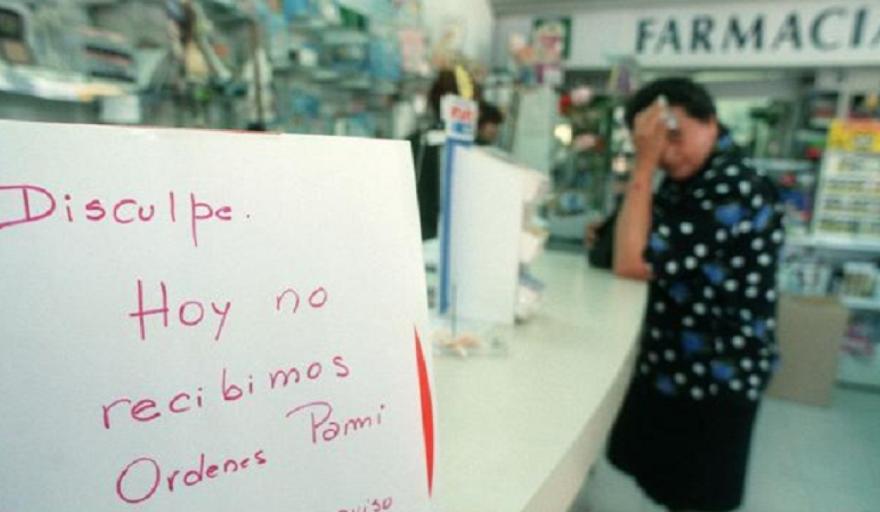 FARMACIA
Disculpe.
Hoy no
recibimos
Ordenes Pami